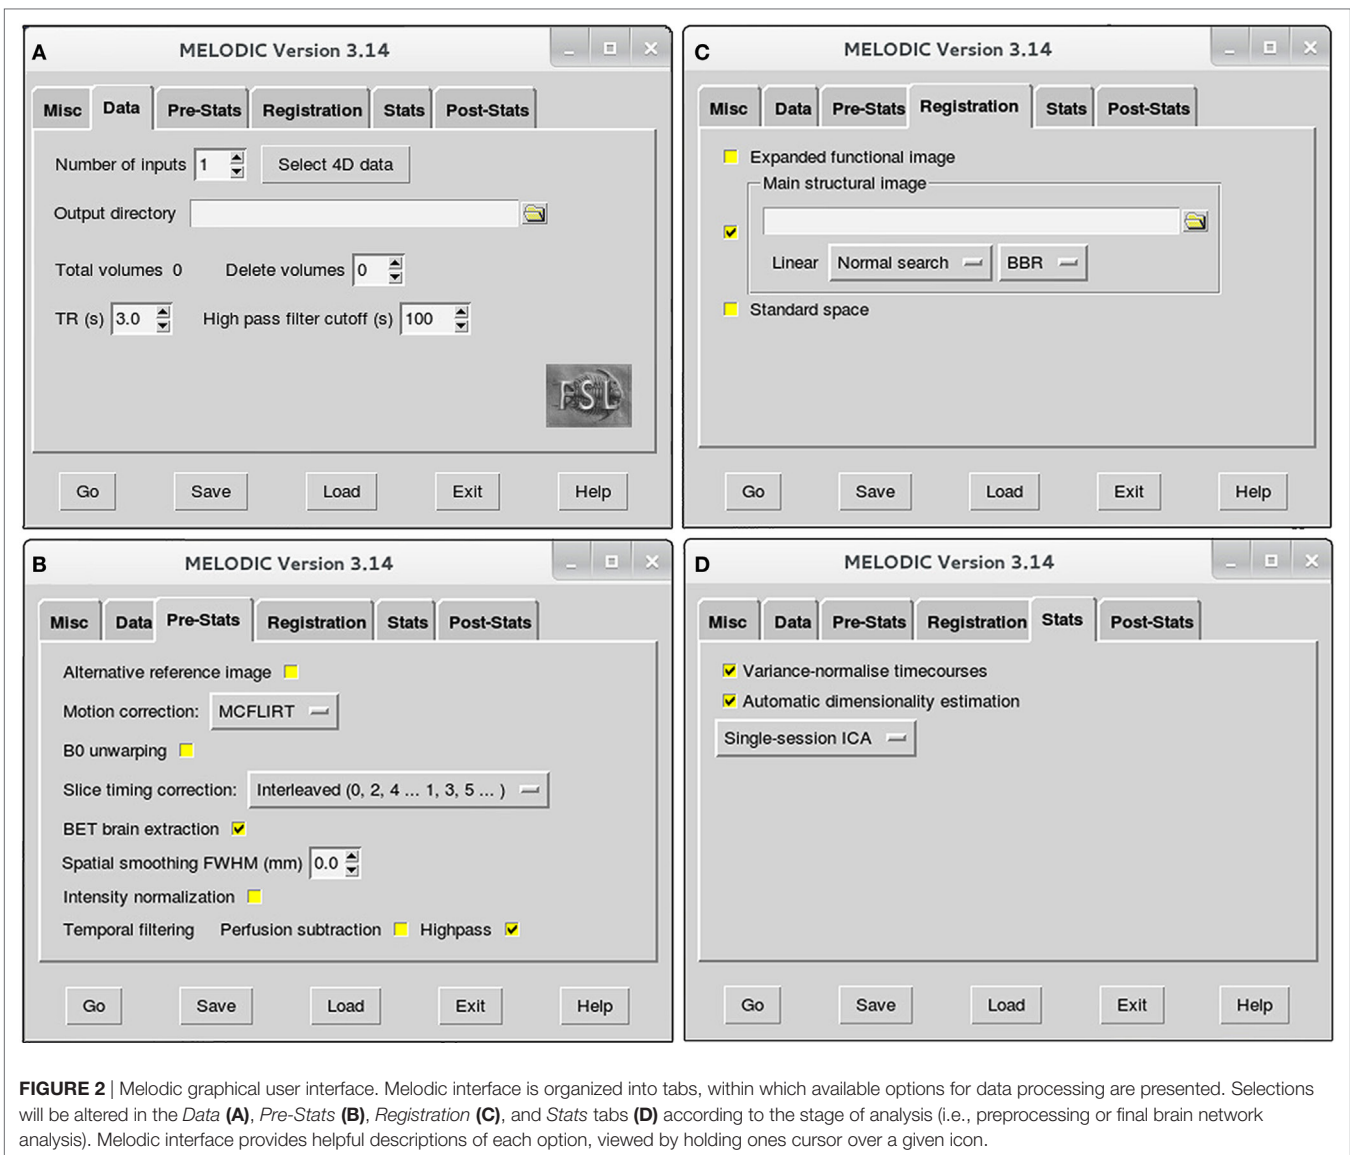 A
MELODIC Version 3.14
Misc Data Pre-Stats Registration Stats Post-Stats
Number of inputs 1 Select 4D data
Output directory
Total volumes 0 Delete volumes 0
TR (s) 3.0 High pass filter cutoff (s) 100
FSL
Go Save Load Exit Help
C
MELODIC Version 3.14
Misc Data Pre-Stats Registration Stats Post-Stats
Expanded functional image
Main structural image
Linear Normal search BBR
Standard space
Go Save Load Exit Help
B
MELODIC Version 3.14
Misc Data Pre-Stats Registration Stats Post-Stats
Alternative reference image
Motion correction: MCFLIRT
B0 unwarping
Slice timing correction: Interleaved (0, 2, 4 ... 1, 3, 5 ... )
BET brain extraction
Spatial smoothing FWHM (mm) 0.0
Intensity normalization
Temporal filtering Perfusion subtraction Highpass
Go Save Load Exit Help
D
MELODIC Version 3.14
Misc Data Pre-Stats Registration Stats Post-Stats
Variance-normalise timecourses
Automatic dimensionality estimation
Single-session ICA
Go Save Load Exit Help
FIGURE 2 | Melodic graphical user interface. Melodic interface is organized into tabs, within which available options for data processing are presented. Selections
will be altered in the Data (A), Pre-Stats (B), Registration (C), and Stats tabs (D) according to the stage of analysis (i.e., preprocessing or final brain network
analysis). Melodic interface provides helpful descriptions of each option, viewed by holding ones cursor over a given icon.